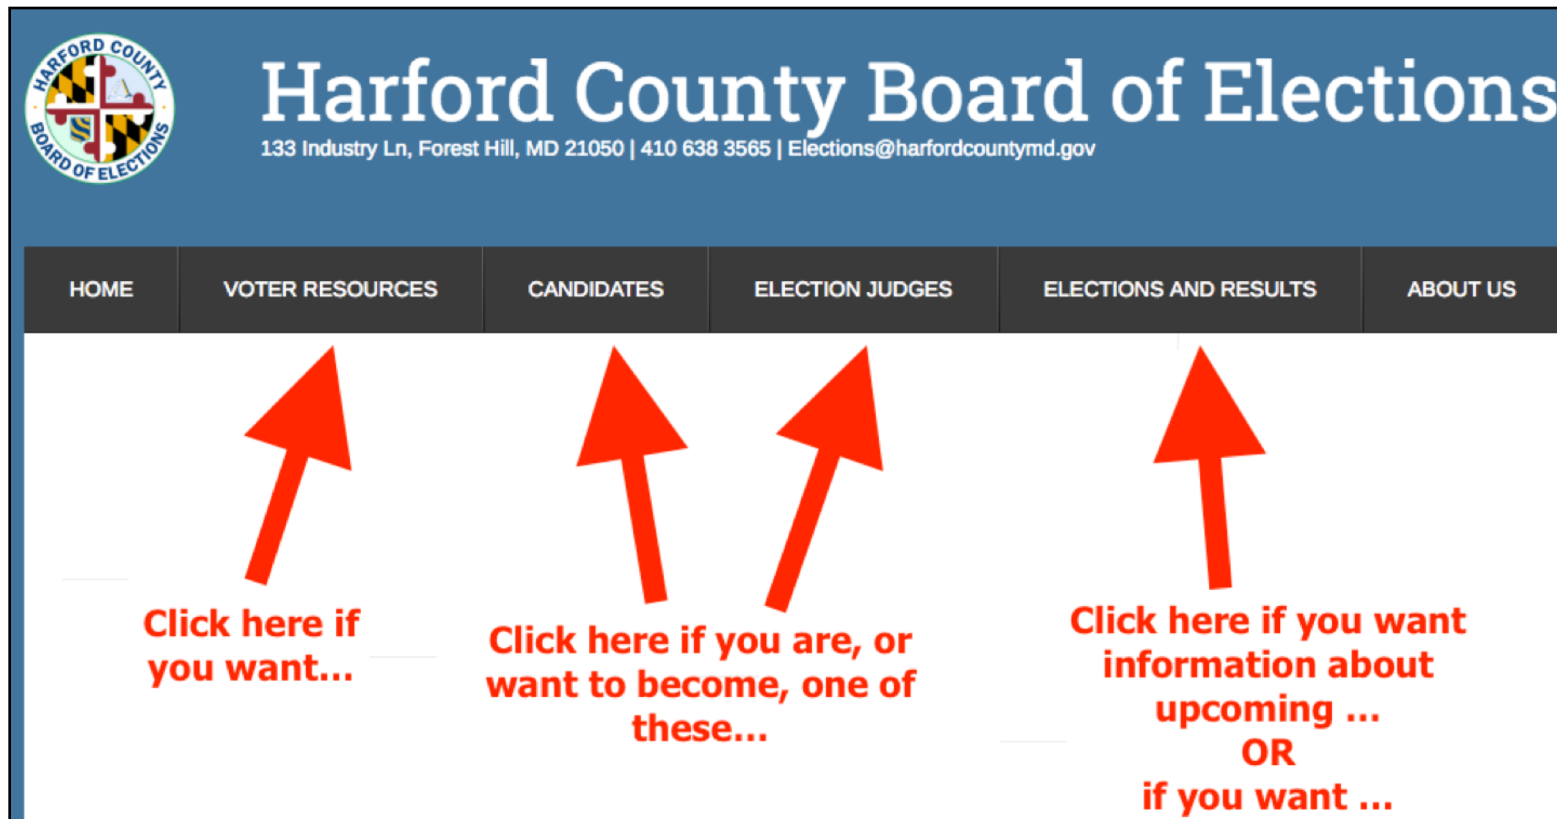 HARFORD COUNTY
BOARD OF ELECTIONS
Harford County Board of Elections
133 Industry Ln, Forest Hill, MD 21050 | 410 638 3565 | Elections@harfordcountymd.gov
HOME VOTER RESOURCES CANDIDATES ELECTION JUDGES ELECTIONS AND RESULTS ABOUT US
Click here if
you want...
Click here if you are, or
want to become, one of
these...
Click here if you want
information about
upcoming ...
OR
if you want ...